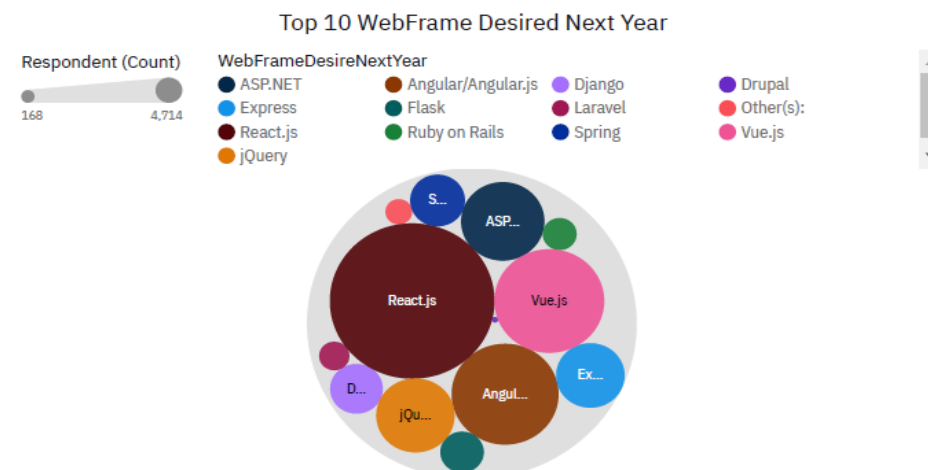 Top 10 WebFrame Desired Next Year
Respondent (Count)
168 4,714
WebFrameDesireNextYear
ASP.NET Angular/Angular.js Django Drupal
Express Flask Laravel Other(s):
React.js Ruby on Rails Spring Vue.js
jQuery
S...
ASP...
React.js Vue.js
Ex...
D... Angul...
jQu...